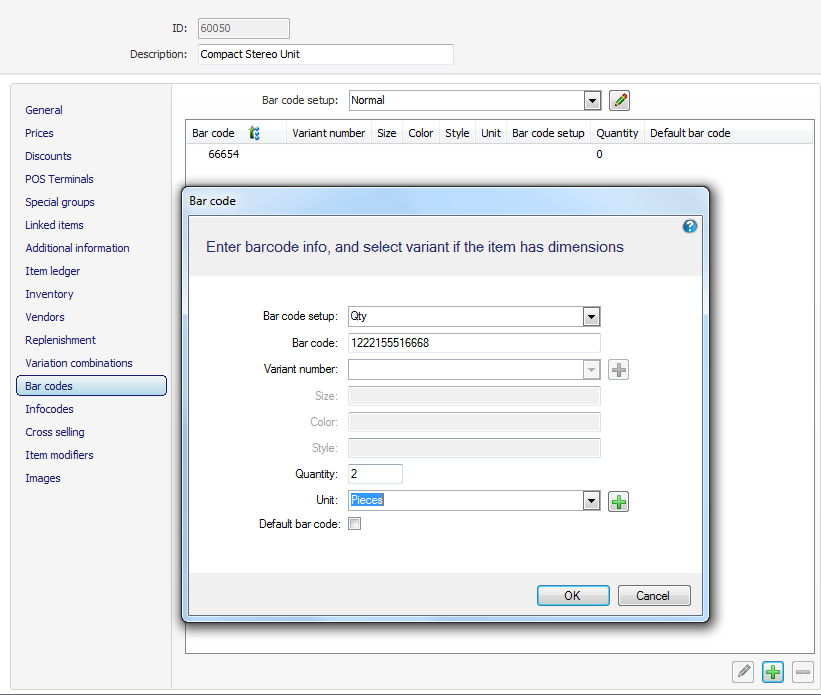 ID: 60050
Description: Compact Stereo Unit
General
Prices
Discounts
POS Terminals
Special groups
Linked items
Additional information
Item ledger
Inventory
Vendors
Replenishment
Variation combinations
Bar codes
Infocodes
Cross selling
Item modifiers
Images
Bar code setup: Normal
Bar code Variant number Size Color Style Unit Bar code setup Quantity Default bar code
66654 0
Bar code
?
Enter barcode info, and select variant if the item has dimensions
Bar code setup: Qty
Bar code: 1222155516668
Variant number:
Size:
Color:
Style:
Quantity: 2
Unit: Pieces
Default bar code:
OK Cancel